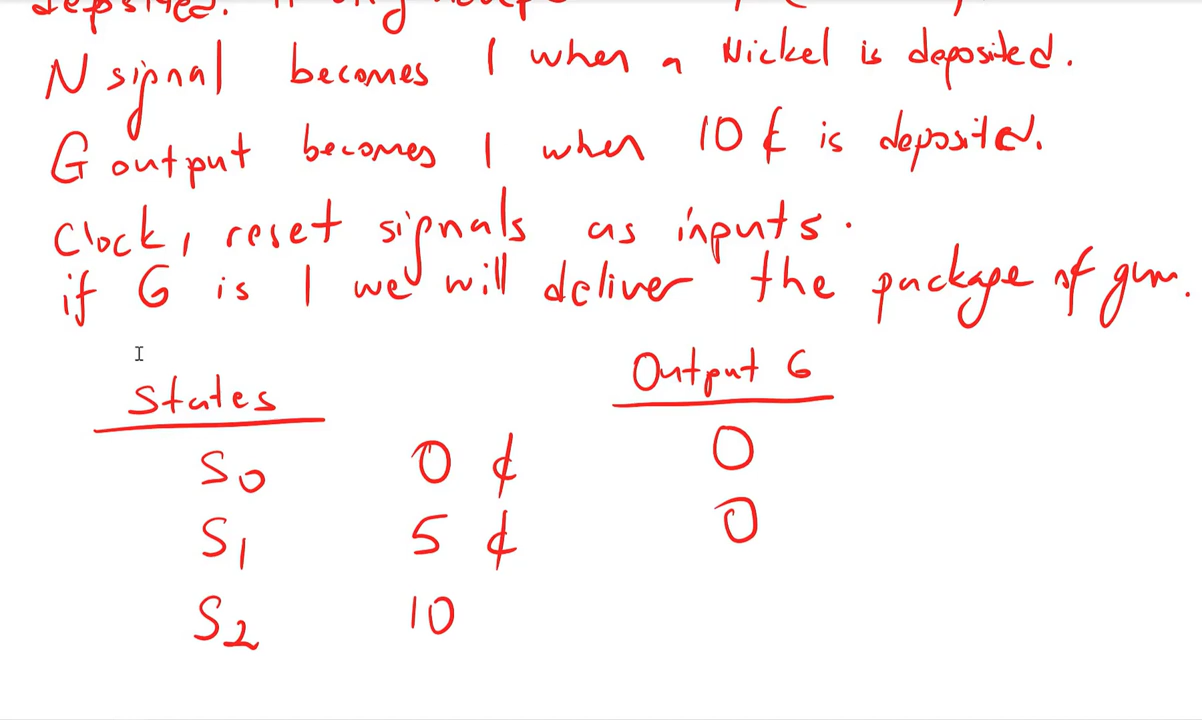 N signal becomes 1 when a Nickel is deposited.
G output becomes 1 when 10 ¢ is deposited.
Clock, reset signals as inputs.
if G is 1 we will deliver the package of gum.
States Output G
S0 0 ¢ 0
S1 5 ¢ 0
S2 10